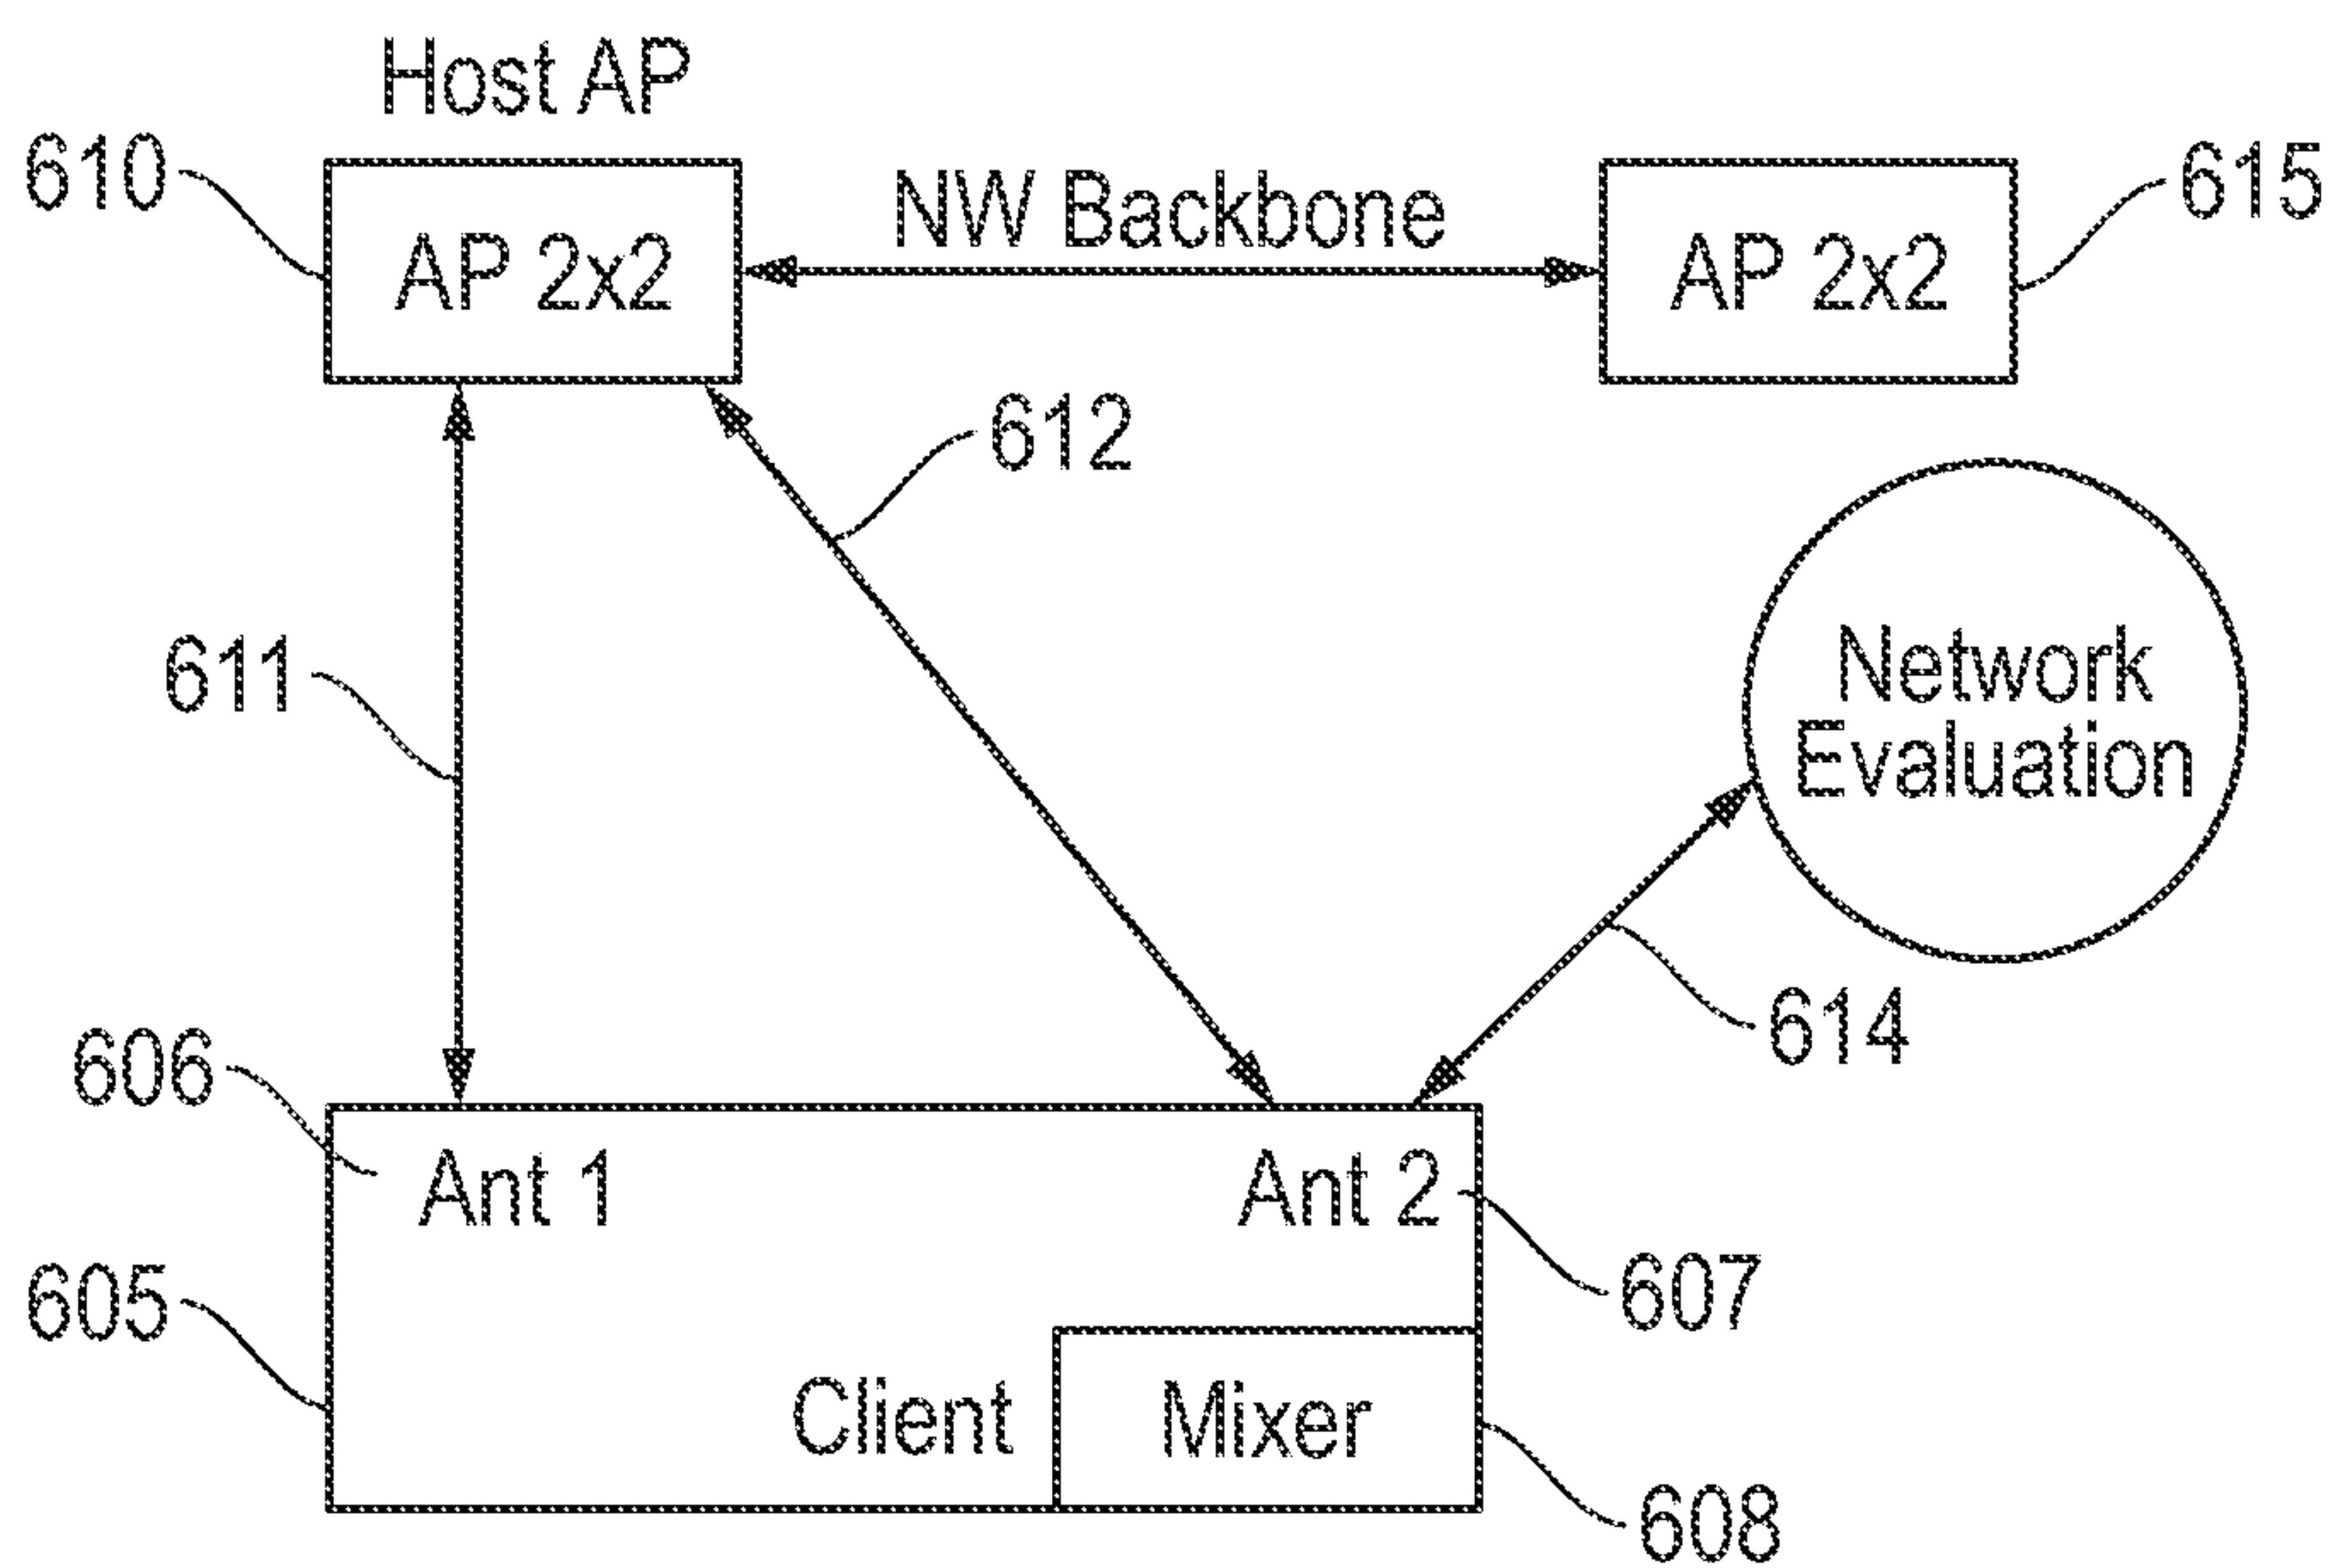 Host AP
610
AP 2x2
NW Backbone
AP 2x2
615
612
611
Network
Evaluation
614
606
Ant 1
Ant 2
607
605
Client
Mixer
608